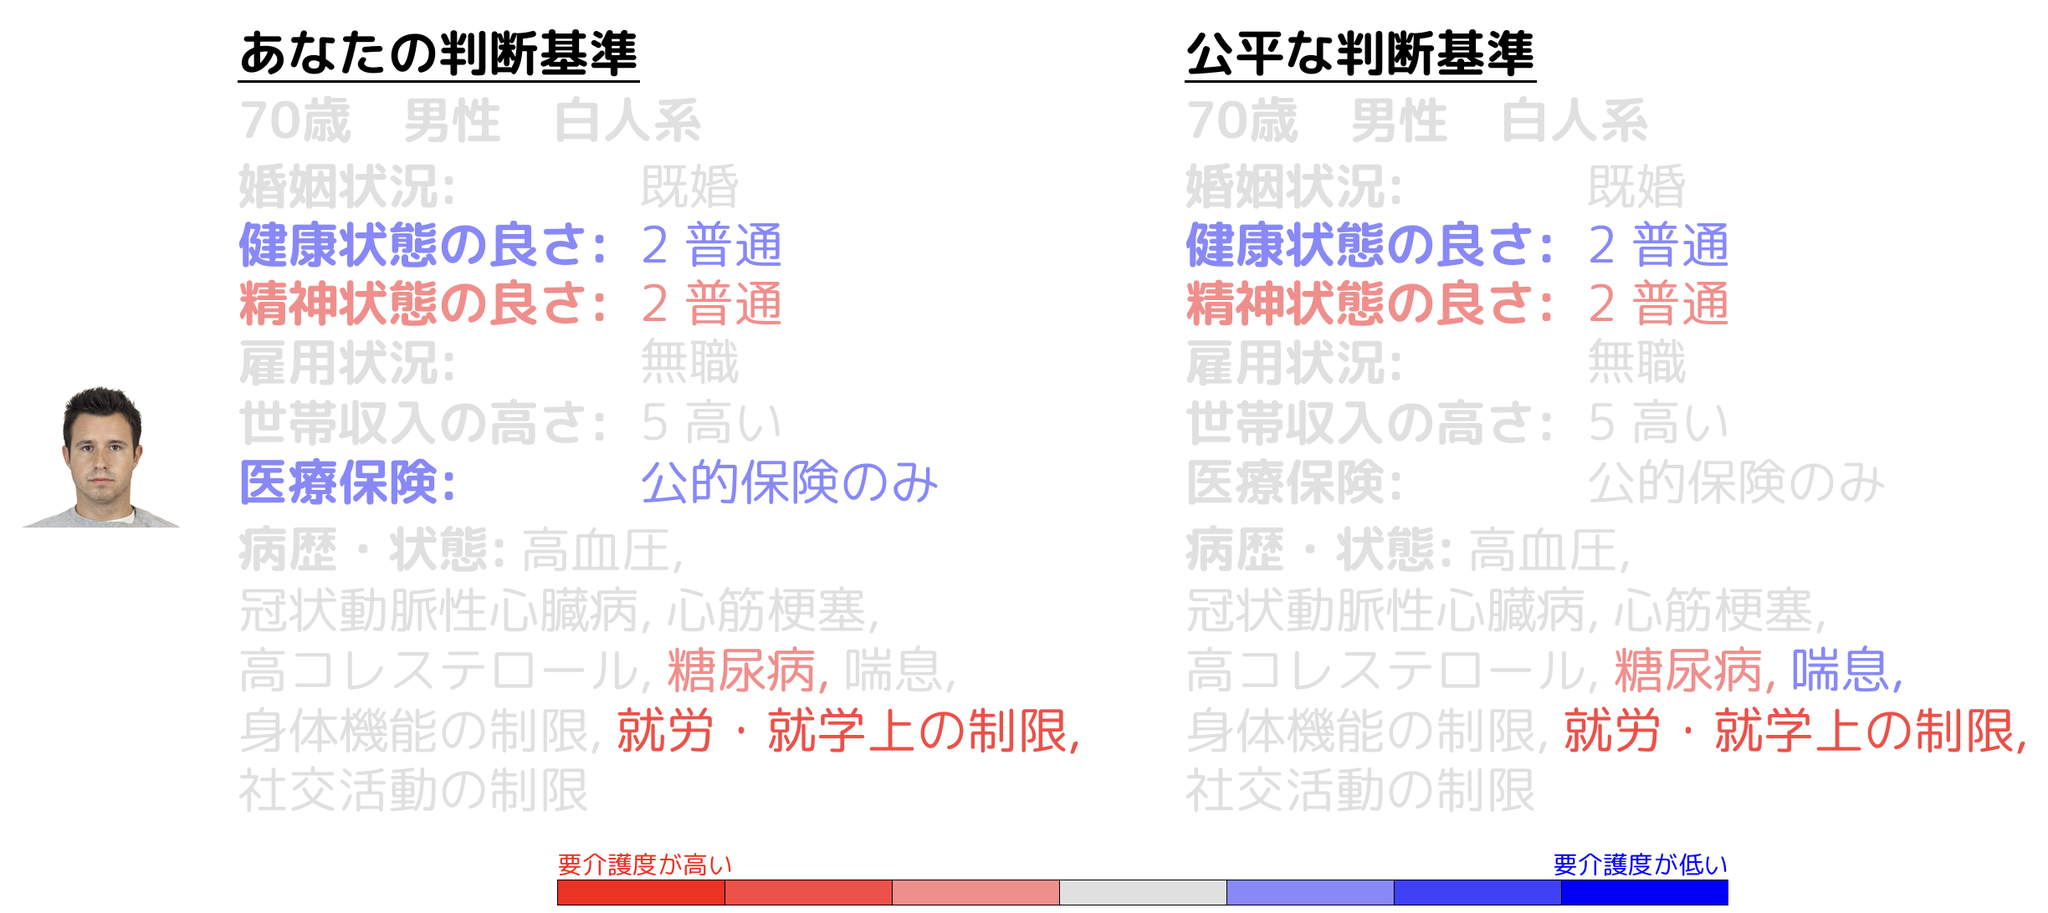 あなたの判断基準
70歳 男性 白人系
婚姻状況: 既婚
健康状態の良さ: 2 普通
精神状態の良さ: 2 普通
雇用状況: 無職
世帯収入の高さ: 5 高い
医療保険: 公的保険のみ
病歴・状態: 高血圧,
冠状動脈性心臓病, 心筋梗塞,
高コレステロール, 糖尿病, 喘息,
身体機能の制限, 就労・就学上の制限,
社交活動の制限
公平な判断基準
70歳 男性 白人系
婚姻状況: 既婚
健康状態の良さ: 2 普通
精神状態の良さ: 2 普通
雇用状況: 無職
世帯収入の高さ: 5 高い
医療保険: 公的保険のみ
病歴・状態: 高血圧,
冠状動脈性心臓病, 心筋梗塞,
高コレステロール, 糖尿病, 喘息,
身体機能の制限, 就労・就学上の制限,
社交活動の制限
要介護度が高い
要介護度が低い